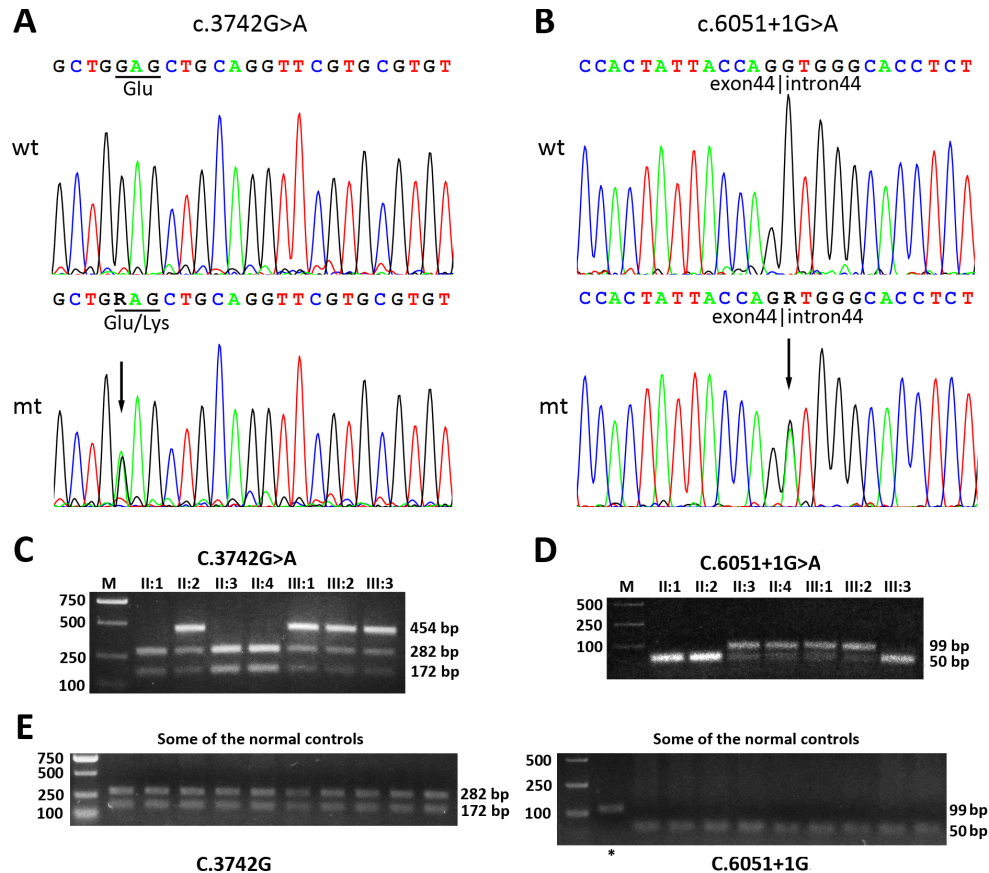 A
c.3742G>A
GCTGGAGCTGCAGGTTCGTGCGTGT
Glu
wt
GCTGRAGCTGCAGGTTCGTGCGTGT
Glu/Lys
mt
B
c.6051+1G>A
CCACTATTACCAGGTGGGCACCTCT
exon44|intron44
wt
CCACTATTACCAGRTGGGCACCTCT
exon44|intron44
mt
C
C.3742G>A
M II:1 II:2 II:3 II:4 III:1 III:2 III:3
750
500
250
100
454 bp
282 bp
172 bp
D
C.6051+1G>A
M II:1 II:2 II:3 II:4 III:1 III:2 III:3
500
250
100
99 bp
50 bp
E
Some of the normal controls
750
500
250
100
282 bp
172 bp
C.3742G
Some of the normal controls
500
250
100
99 bp
50 bp
*
C.6051+1G